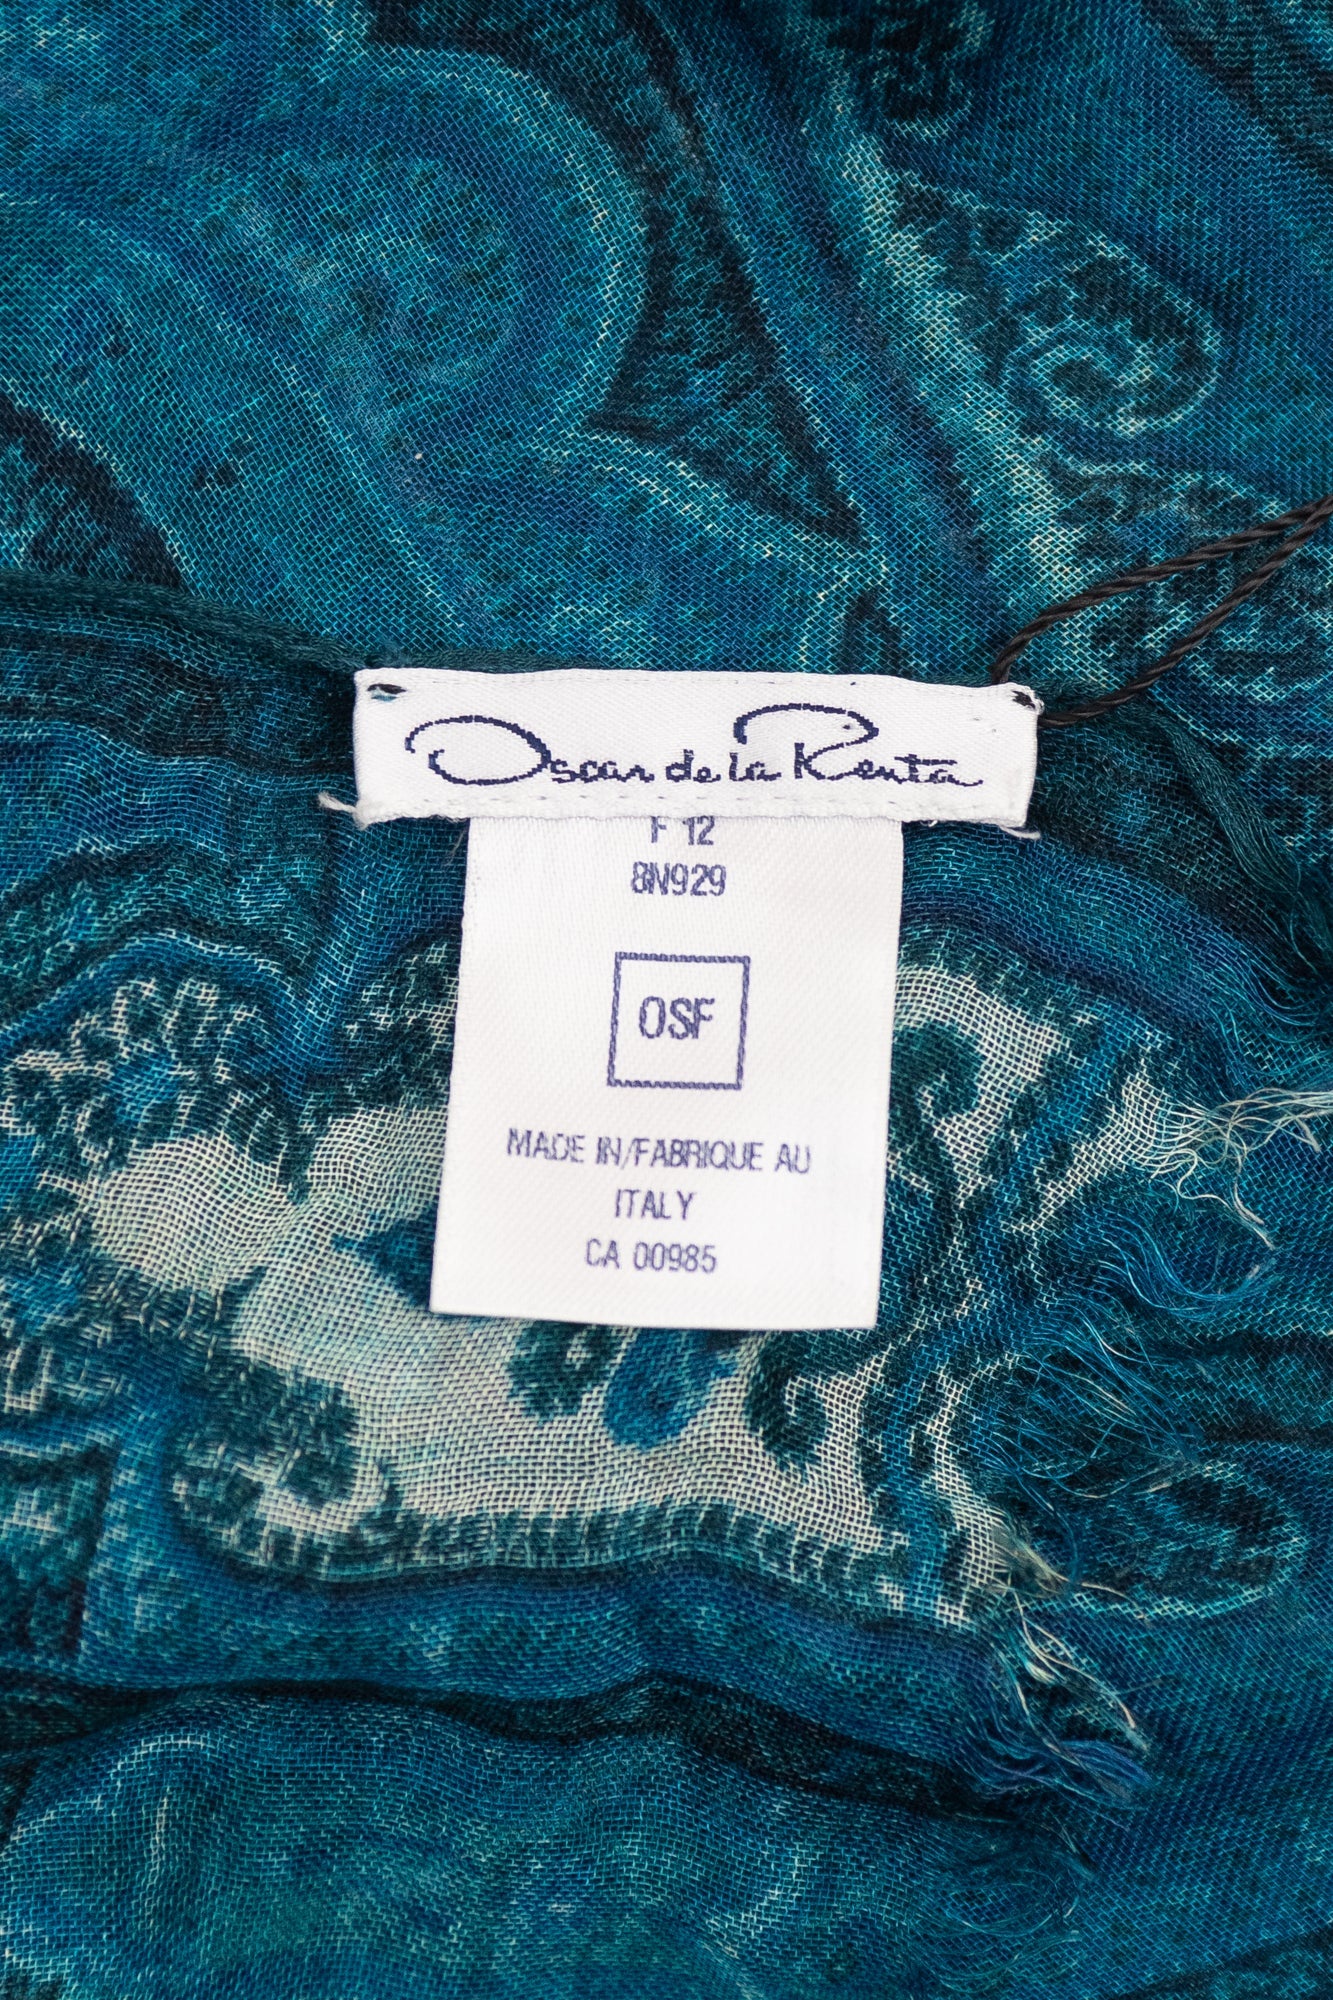 Oscar de la Renta
F 12
8N929
OSF
MADE IN/FABRIQUE AU
ITALY
CA 00985